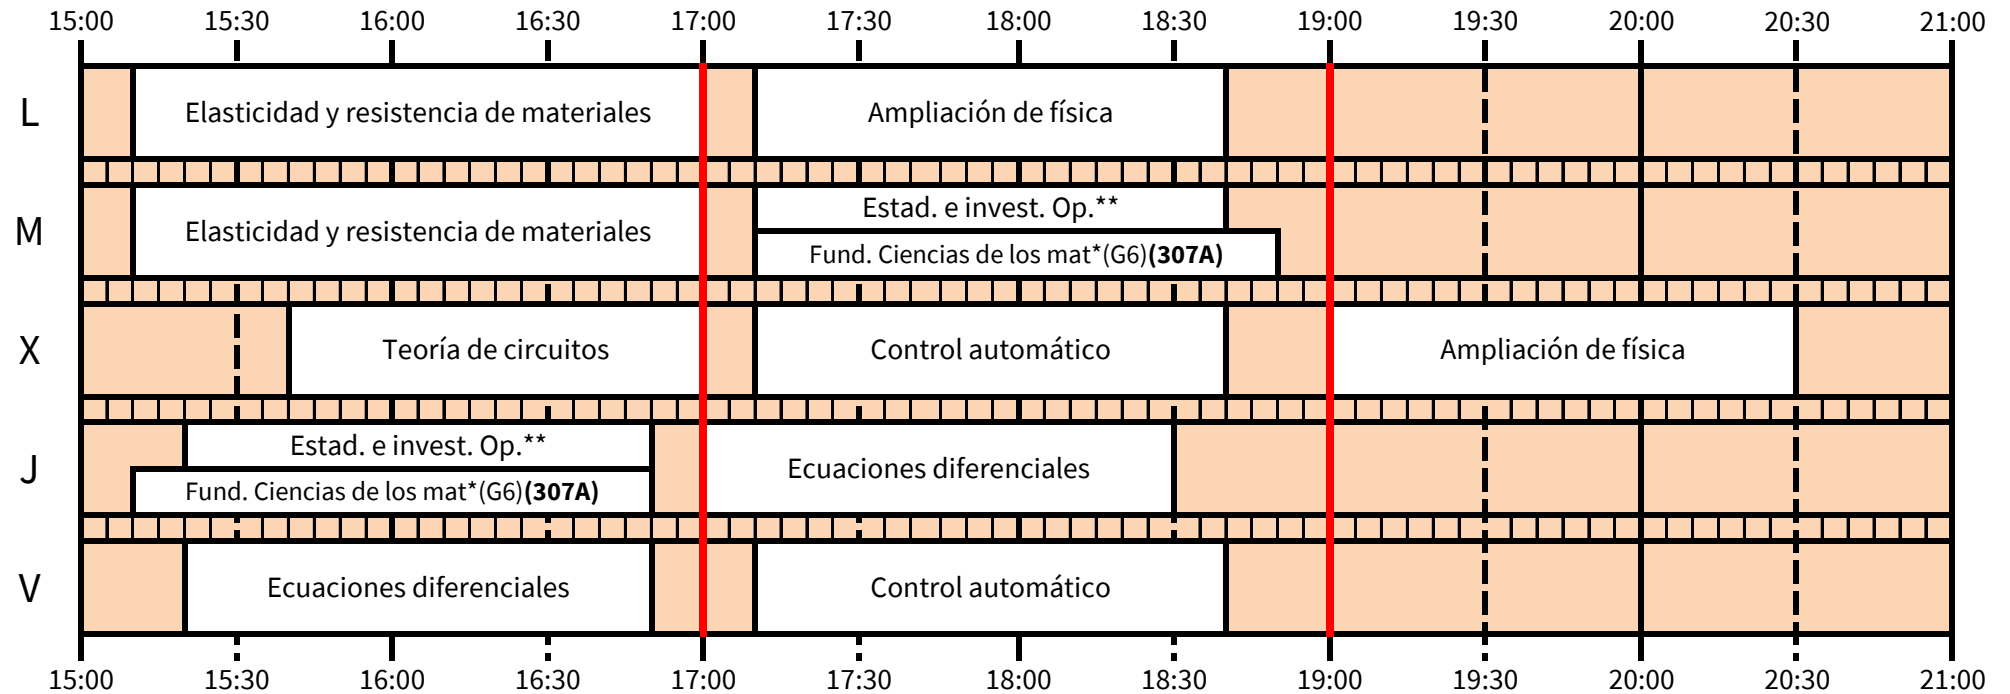 15:00 15:30 16:00 16:30 17:00 17:30 18:00 18:30 19:00 19:30 20:00 20:30 21:00
L Elasticidad y resistencia de materiales Ampliación de física
M Elasticidad y resistencia de materiales Estad. e invest. Op.**
Fund. Ciencias de los mat*(G6)(307A)
X Teoría de circuitos Control automático Ampliación de física
J Estad. e invest. Op.** Ecuaciones diferenciales
Fund. Ciencias de los mat*(G6)(307A)
V Ecuaciones diferenciales Control automático
15:00 15:30 16:00 16:30 17:00 17:30 18:00 18:30 19:00 19:30 20:00 20:30 21:00